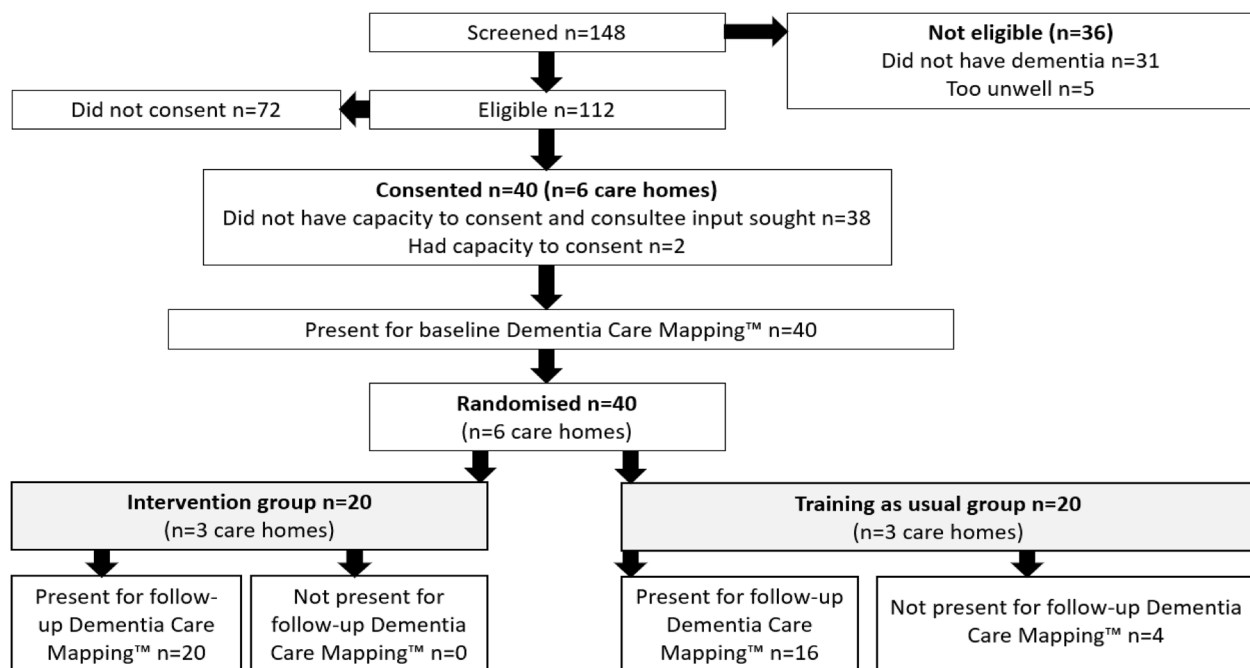 Screened n=148
Not eligible (n=36)
Did not have dementia n=31
Too unwell n=5
Did not consent n=72
Eligible n=112
Consented n=40 (n=6 care homes)
Did not have capacity to consent and consultee input sought n=38
Had capacity to consent n=2
Present for baseline Dementia Care Mapping™ n=40
Randomised n=40
(n=6 care homes)
Intervention group n=20
(n=3 care homes)
Training as usual group n=20
(n=3 care homes)
Present for follow-
up Dementia Care
Mapping™ n=20
Not present for
follow-up Dementia
Care Mapping™ n=0
Present for follow-up
Dementia Care
Mapping™ n=16
Not present for follow-up Dementia
Care Mapping™ n=4